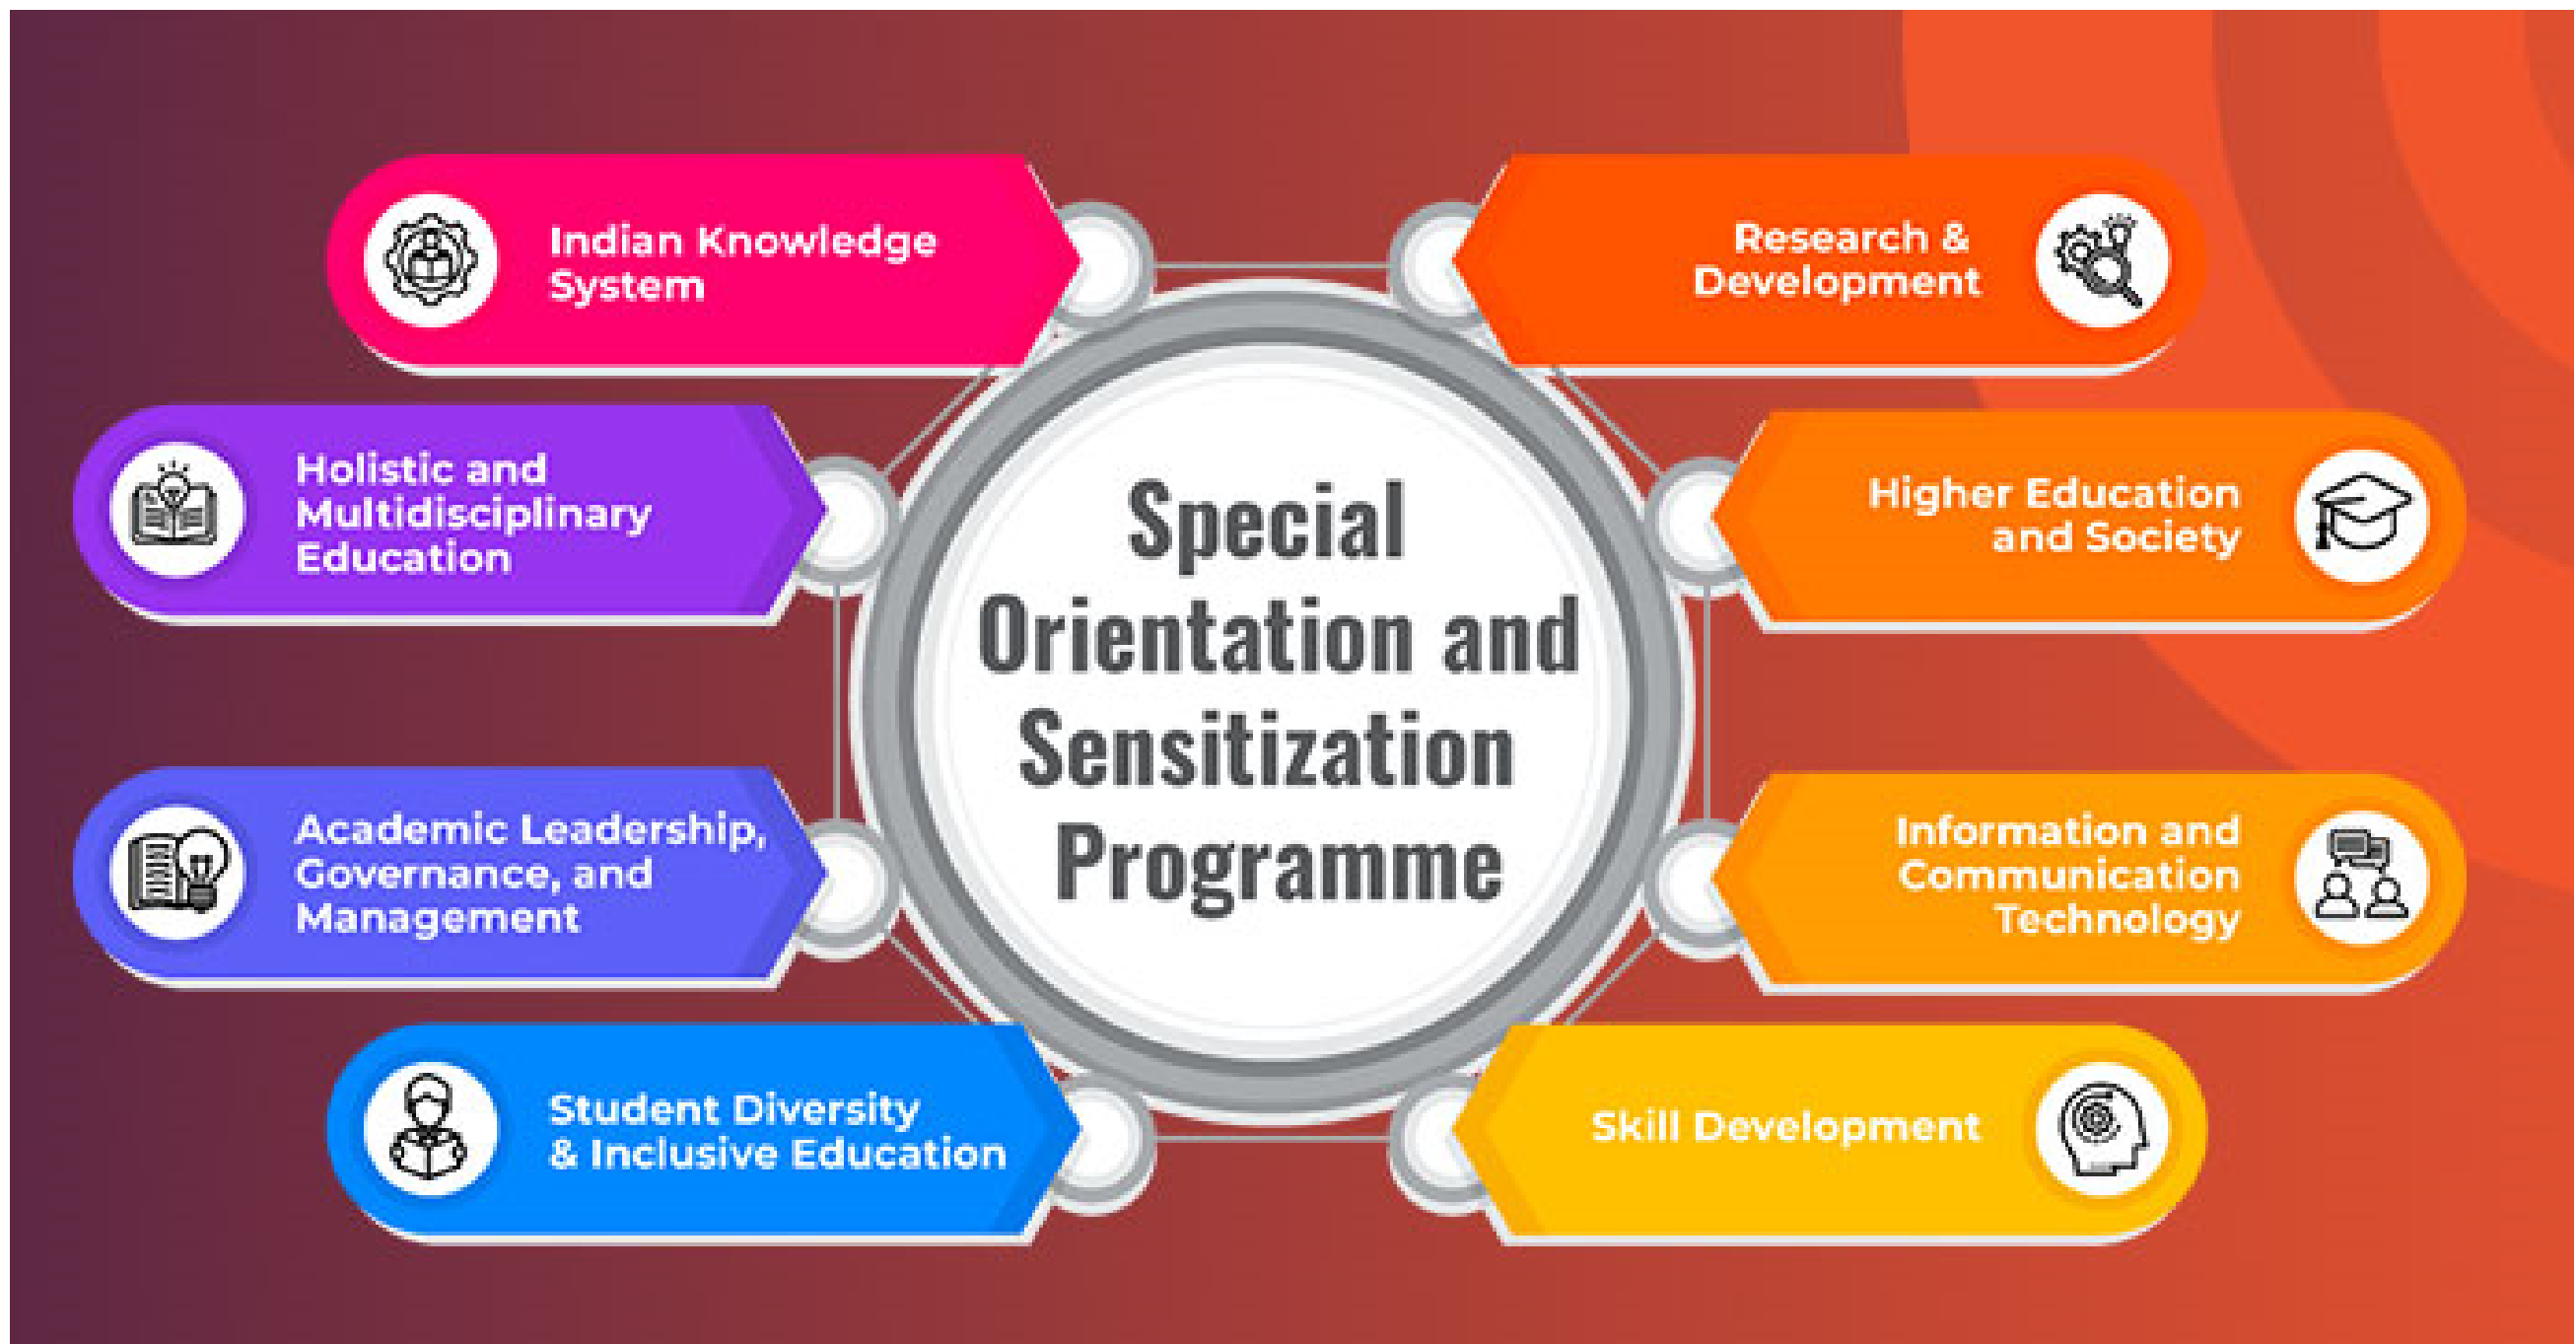 Indian Knowledge
System
Holistic and
Multidisciplinary
Education
Academic Leadership,
Governance, and
Management
Student Diversity
& Inclusive Education
Special
Orientation and
Sensitization
Programme
Research &
Development
Higher Education
and Society
Information and
Communication
Technology
Skill Development